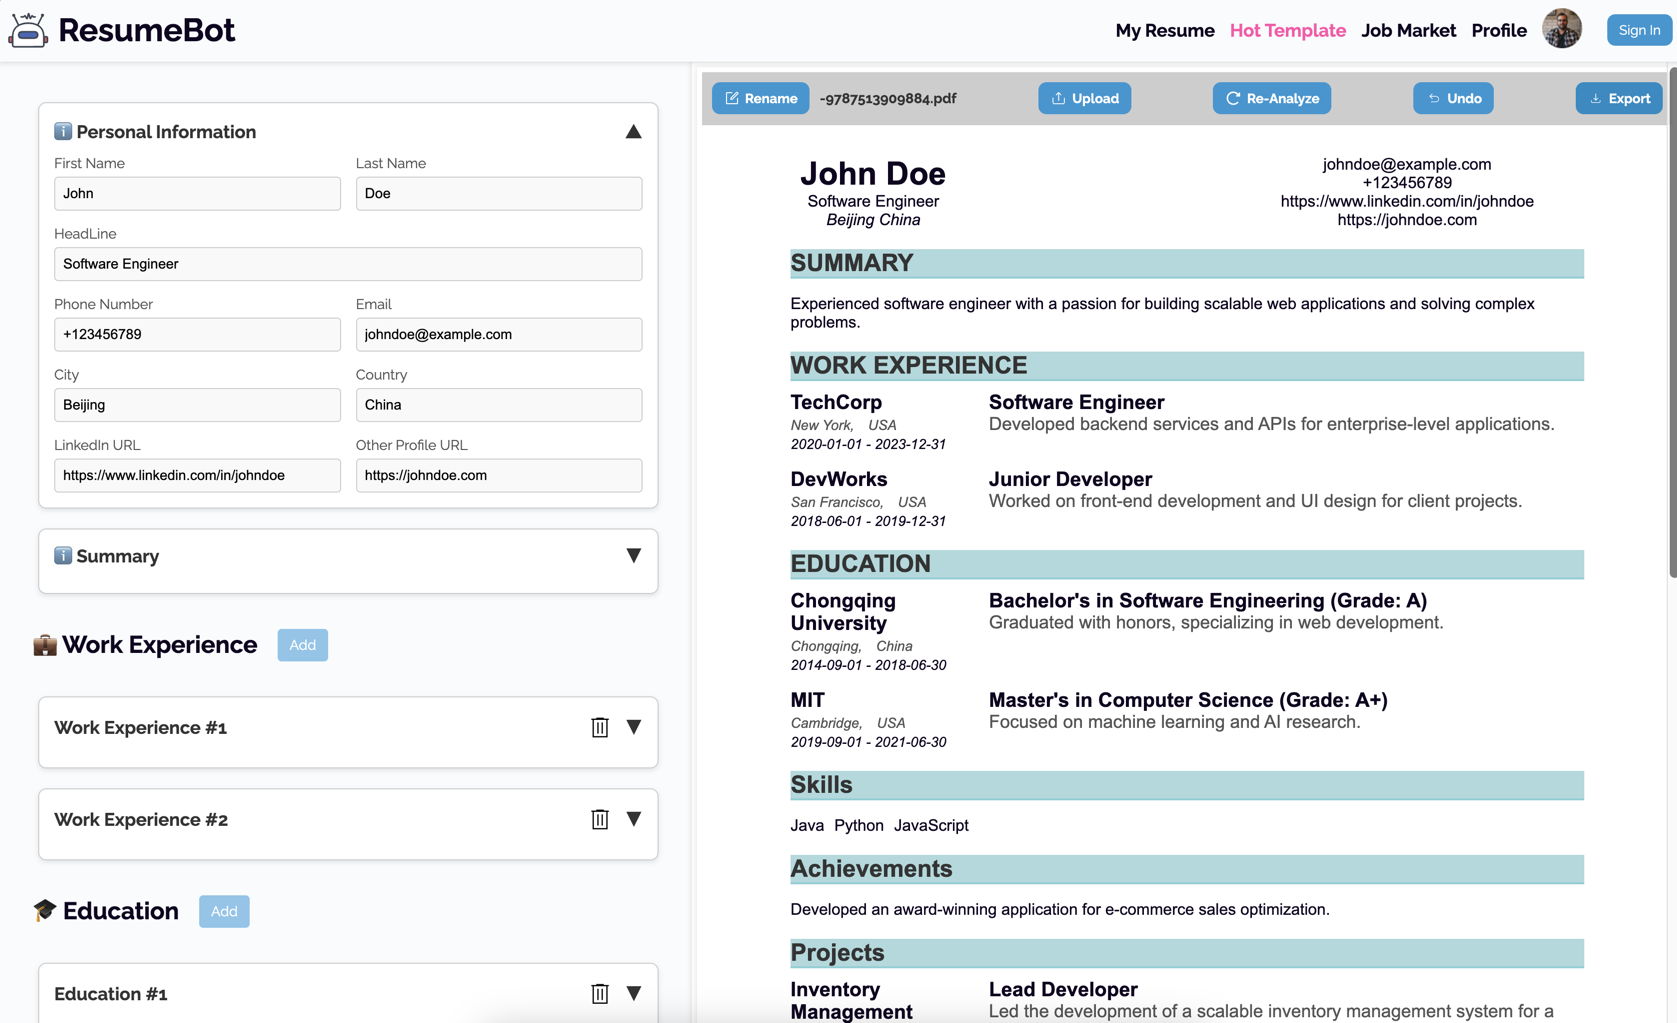 ResumeBot
My Resume Hot Template Job Market Profile Sign In
Personal Information
First Name Last Name
John Doe
HeadLine
Software Engineer
Phone Number Email
+123456789 johndoe@example.com
City Country
Beijing China
LinkedIn URL Other Profile URL
https://www.linkedin.com/in/johndoe https://johndoe.com
Summary
Work Experience Add
Work Experience #1
Work Experience #2
Education Add
Education #1
Rename -9787513909884.pdf Upload Re-Analyze Undo Export
John Doe
Software Engineer
Beijing China
johndoe@example.com
+123456789
https://www.linkedin.com/in/johndoe
https://johndoe.com
SUMMARY
Experienced software engineer with a passion for building scalable web applications and solving complex
problems.
WORK EXPERIENCE
TechCorp
New York, USA
2020-01-01 - 2023-12-31
Software Engineer
Developed backend services and APIs for enterprise-level applications.
DevWorks
San Francisco, USA
2018-06-01 - 2019-12-31
Junior Developer
Worked on front-end development and UI design for client projects.
EDUCATION
Chongqing
University
Chongqing, China
2014-09-01 - 2018-06-30
Bachelor's in Software Engineering (Grade: A)
Graduated with honors, specializing in web development.
MIT
Cambridge, USA
2019-09-01 - 2021-06-30
Master's in Computer Science (Grade: A+)
Focused on machine learning and AI research.
Skills
Java Python JavaScript
Achievements
Developed an award-winning application for e-commerce sales optimization.
Projects
Inventory
Management
Lead Developer
Led the development of a scalable inventory management system for a